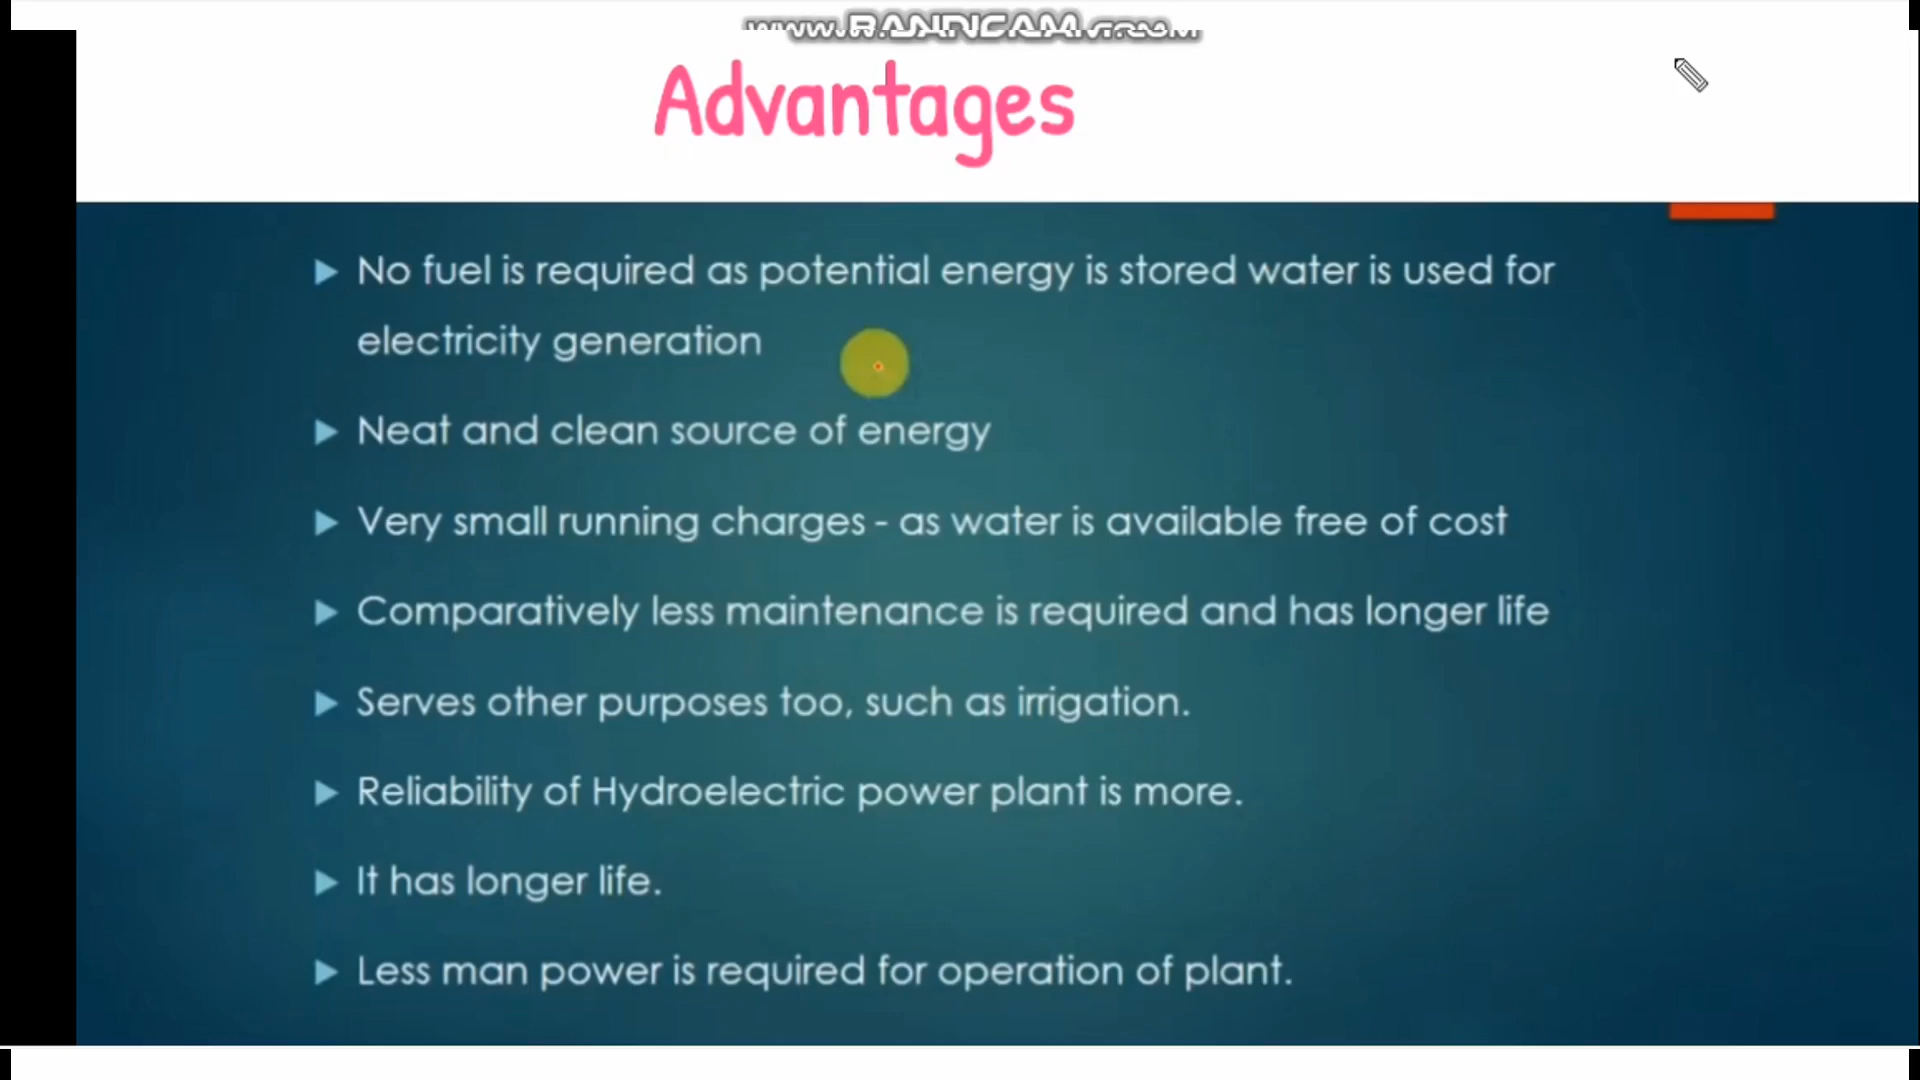 www.BANDICAM.com
Advantages
No fuel is required as potential energy is stored water is used for
electricity generation
Neat and clean source of energy
Very small running charges - as water is available free of cost
Comparatively less maintenance is required and has longer life
Serves other purposes too, such as irrigation.
Reliability of Hydroelectric power plant is more.
It has longer life.
Less man power is required for operation of plant.